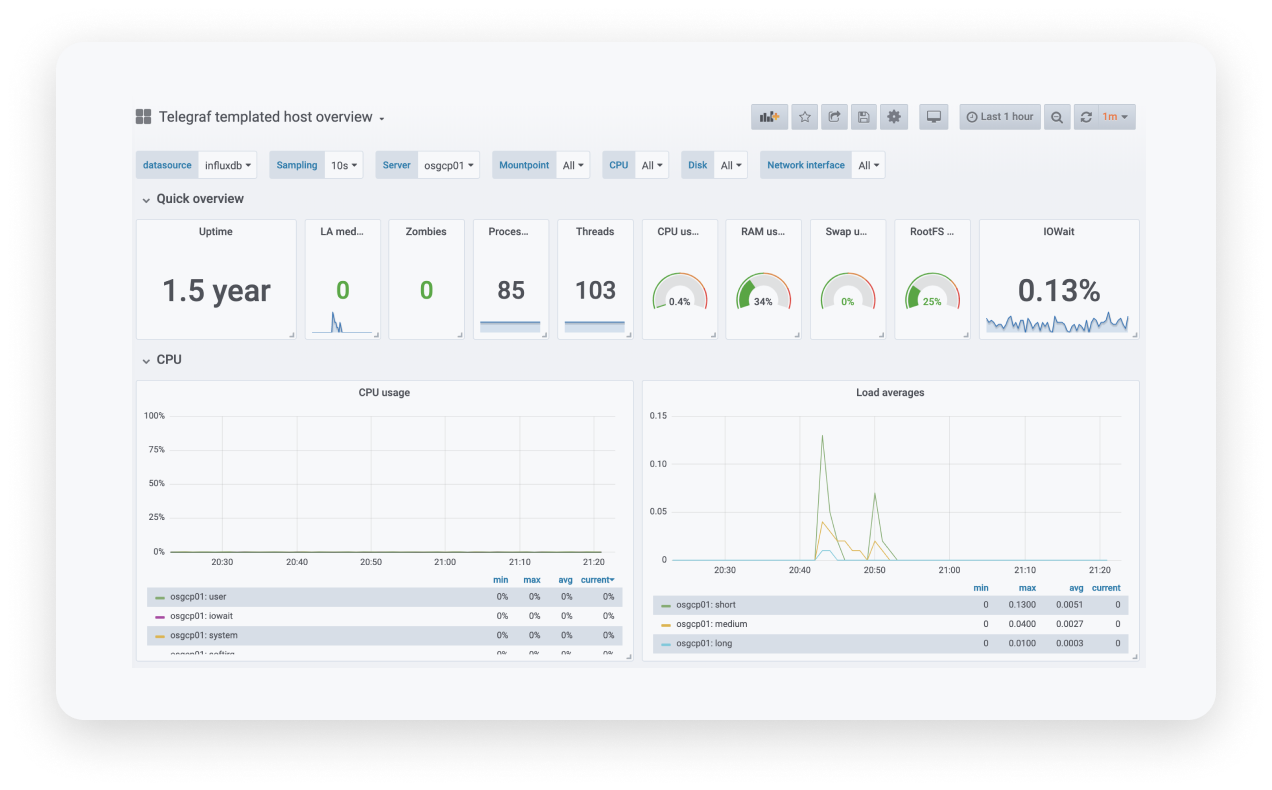 Telegraf templated host overview
Last 1 hour
1m
datasource influxdb Sampling 10s Server osgcp01 Mountpoint All CPU All Disk All Network interface All
Quick overview
Uptime LA med... Zombies Proces... Threads CPU us... RAM us... Swap u... RootFS ... IOWait
1.5 year 0 0 85 103 0.4% 34% 0% 25% 0.13%
CPU
CPU usage
100%
75%
50%
25%
0%
20:30 20:40 20:50 21:00 21:10 21:20
min max avg current
osgcp01: user 0% 0% 0% 0%
osgcp01: iowait 0% 0% 0% 0%
osgcp01: system 0% 0% 0% 0%
osgcp01: softirq 0% 0% 0% 0%
Load averages
0.15
0.10
0.05
0
20:30 20:40 20:50 21:00 21:10 21:20
min max avg current
osgcp01: short 0 0.1300 0.0051 0
osgcp01: medium 0 0.0400 0.0027 0
osgcp01: long 0 0.0100 0.0003 0